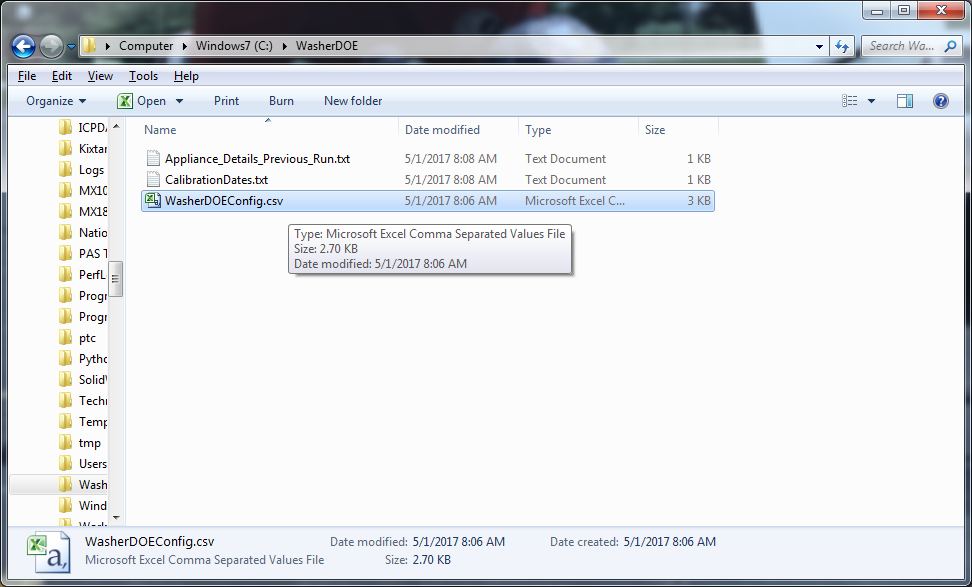 Computer Windows7 (C:) WasherDOE
Search Wa...
File Edit View Tools Help
Organize Open Print Burn New folder
Name Date modified Type Size
Appliance_Details_Previous_Run.txt 5/1/2017 8:08 AM Text Document 1 KB
CalibrationDates.txt 5/1/2017 8:08 AM Text Document 1 KB
WasherDOEConfig.csv 5/1/2017 8:06 AM Microsoft Excel C... 3 KB
Type: Microsoft Excel Comma Separated Values File
Size: 2.70 KB
Date modified: 5/1/2017 8:06 AM
ICPDA
Kixtar
Logs
MX10
MX18
Natio
PAS T
PerfL
Progr
Progr
ptc
Pytho
SolidW
Techn
Temp
tmp
Users
Wash
Wind
WasherDOEConfig.csv Date modified: 5/1/2017 8:06 AM Date created: 5/1/2017 8:06 AM
Microsoft Excel Comma Separated Values File Size: 2.70 KB